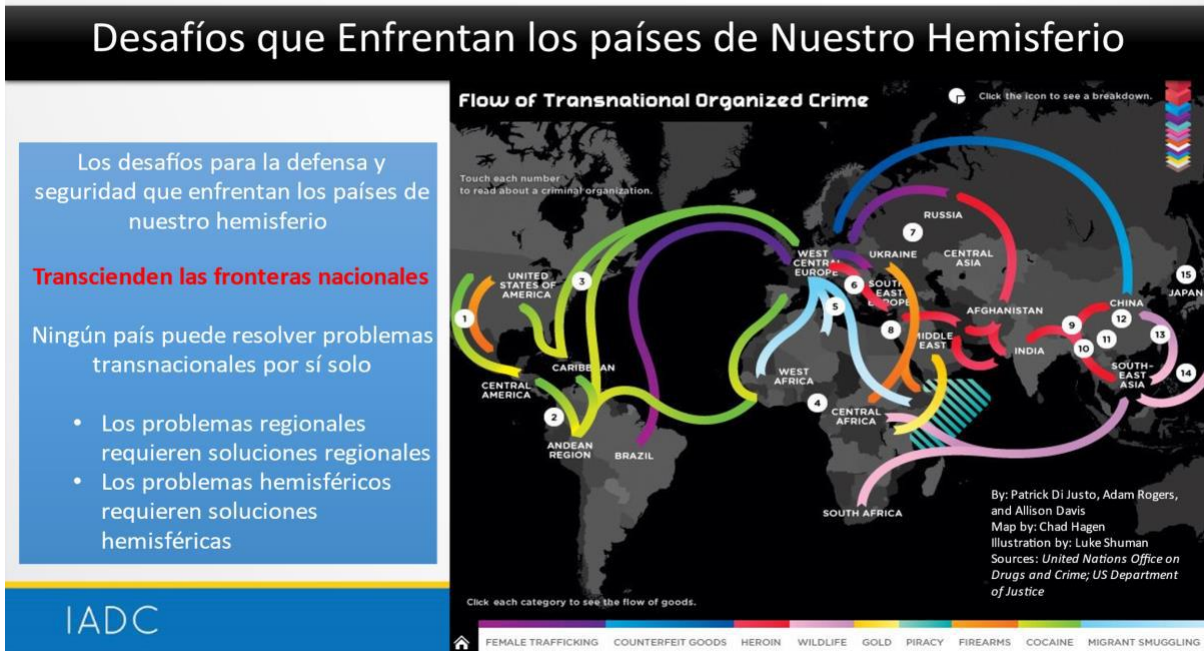 Desafíos que Enfrentan los países de Nuestro Hemisferio
Los desafíos para la defensa y
seguridad que enfrentan los países de
nuestro hemisferio
Transcienden las fronteras nacionales
Ningún país puede resolver problemas
transnacionales por sí solo
• Los problemas regionales
requieren soluciones regionales
• Los problemas hemisféricos
requieren soluciones
hemisféricas
IADC
Flow of Transnational Organized Crime
Click the icon to see a breakdown.
Touch each number
to read about a criminal organization.
RUSSIA
7
WEST
CENTRAL
EUROPE
UKRAINE
CENTRAL
ASIA
15
JAPAN
UNITED
STATES OF
AMERICA
3
6
SOUTH
EAST
EUROPE
5
1
8
MIDDLE
EAST
AFGHANISTAN
CHINA
9
12
13
10
11
INDIA
CARIBBEAN
CENTRAL
AMERICA
WEST
AFRICA
SOUTH-
EAST
ASIA
14
2
4
CENTRAL
AFRICA
ANDEAN
REGION
BRAZIL
SOUTH AFRICA
By: Patrick Di Justo, Adam Rogers,
and Allison Davis
Map by: Chad Hagen
Illustration by: Luke Shuman
Sources: United Nations Office on
Drugs and Crime; US Department
of Justice
Click each category to see the flow of goods.
FEMALE TRAFFICKING COUNTERFEIT GOODS HEROIN WILDLIFE GOLD PIRACY FIREARMS COCAINE MIGRANT SMUGGLING